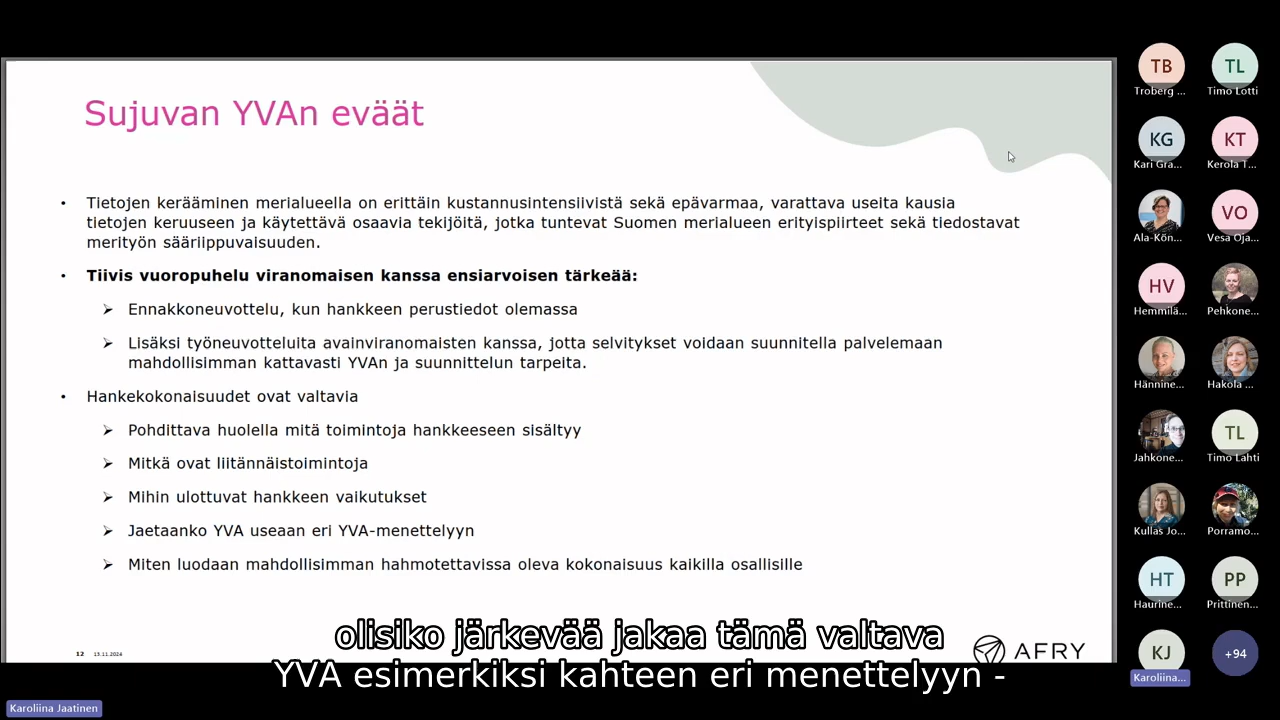 Sujuvan YVAn eväät
• Tietojen kerääminen merialueella on erittäin kustannusintensiivistä sekä epävarmaa, varattava useita kausia
tietojen keruuseen ja käytettävä osaavia tekijöitä, jotka tuntevat Suomen merialueen erityispiirteet sekä tiedostavat
merityön sääriippuvaisuuden.
• Tiivis vuoropuhelu viranomaisen kanssa ensiarvoisen tärkeää:
➢ Ennakkoneuvottelu, kun hankkeen perustiedot olemassa
➢ Lisäksi työneuvotteluita avainviranomaisten kanssa, jotta selvitykset voidaan suunnitella palvelemaan
mahdollisimman kattavasti YVAn ja suunnittelun tarpeita.
• Hankekokonaisuudet ovat valtavia
➢ Pohdittava huolella mitä toimintoja hankkeeseen sisältyy
➢ Mitkä ovat liitännäistoimintoja
➢ Mihin ulottuvat hankkeen vaikutukset
➢ Jaetaanko YVA useaan eri YVA-menettelyyn
➢ Miten luodaan mahdollisimman hahmotettavissa oleva kokonaisuus kaikilla osallisille
12 13.11.2024
AFRY
olisiko järkevää jakaa tämä valtava
YVA esimerkiksi kahteen eri menettelyyn -
Karoliina Jaatinen
TB TL
Troberg ... Timo Lotti
KG KT
Kari Gra... Kerola T...
VO
Ala-Kön... Vesa Oja...
HV
Hemmilä... Pehkone...
Hännine... Hakola ...
TL
Jahkone... Timo Lahti
Kullas Jo... Porramo...
HT PP
Haurine... Prittinen...
KJ +94
Karoliina...